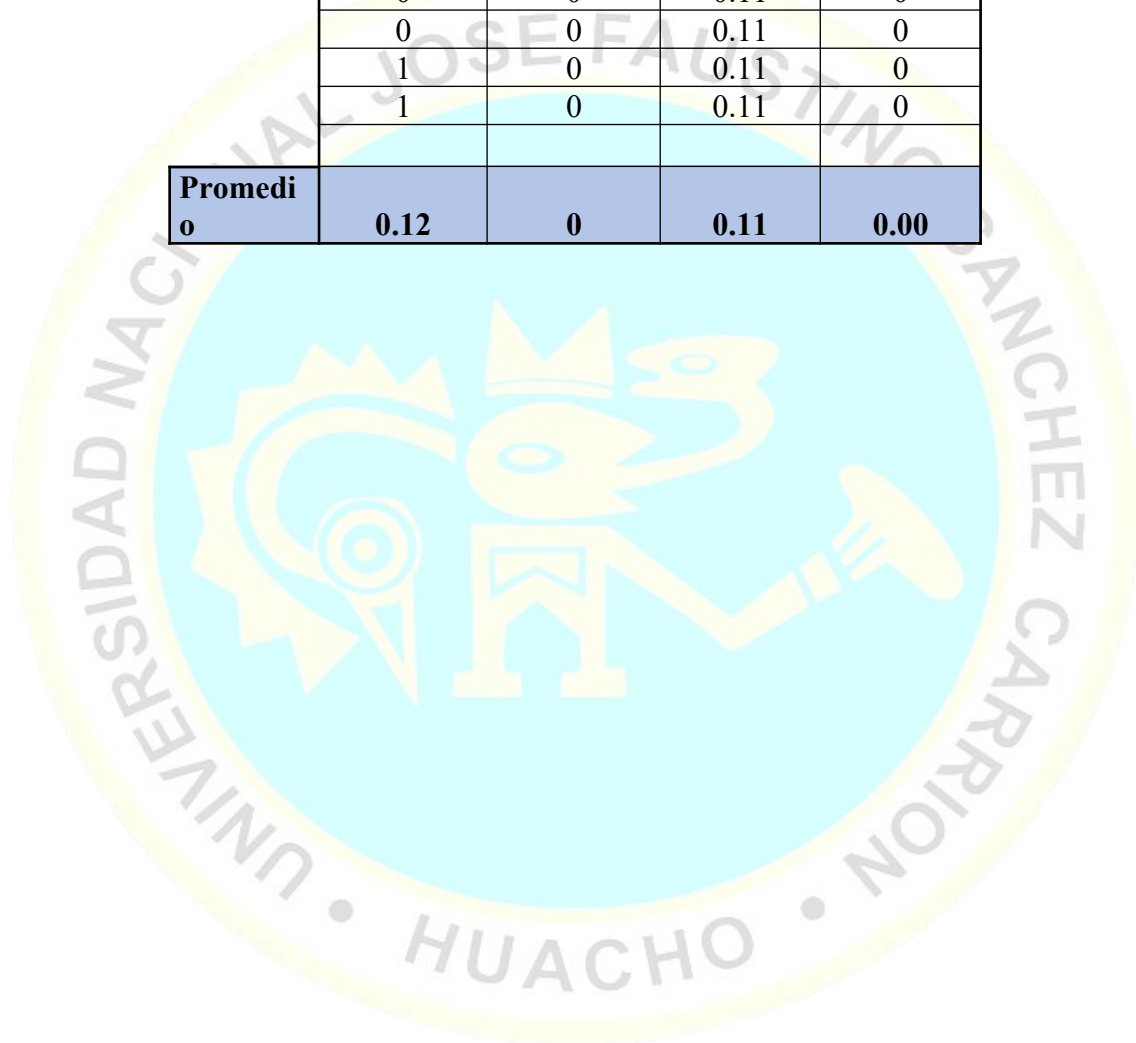 0 0 0.11 0
1 0 0.11 0
1 0 0.11 0
Promedi
o 0.12 0 0.11 0.00
UNIVERSIDAD NACIONAL JOSE FAUSTINO SANCHEZ CARRION
• HUACHO •